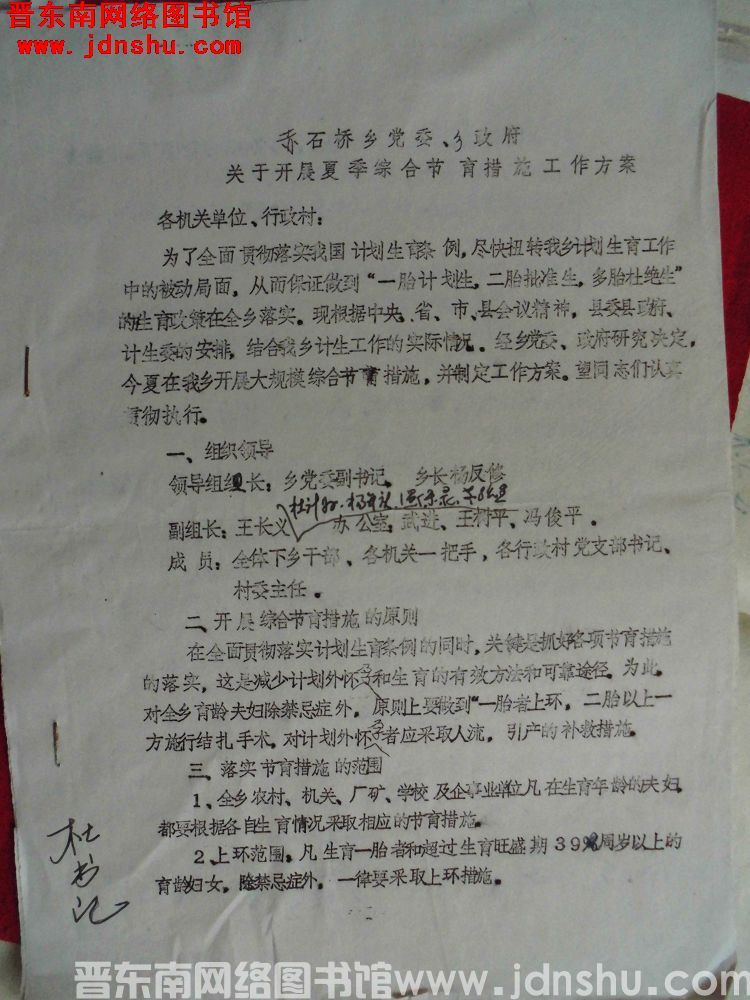 晋东南网络图书馆
www.jdnshu.com
赤石桥乡党委、乡政府
关于开展夏季综合节育措施工作方案
各机关单位、行政村：
为了全面贯彻落实我国计划生育条例，尽快扭转我乡计划生育工作
中的被动局面，从而保证做到“一胎计划生，二胎批准生，多胎杜绝生”
的生育政策在全乡落实。现根据中央、省、市、县会议精神，县委县政府、
计生委的安排，结合我乡计生工作的实际情况。经乡党委、政府研究决定，
今夏在我乡开展大规模综合节育措施，并制定工作方案。望同志们认真
贯彻执行。
一、组织领导
领导组组长：乡党委副书记、乡长杨反修
副组长：王长义 办公室，武进、王树平、冯俊平。
成员：全体下乡干部、各机关一把手，各行政村党支部书记、
村委主任。
二、开展综合节育措施的原则
在全面贯彻落实计划生育条例的同时，关键是抓好各项节育措施
的落实，这是减少计划外怀孕和生育的有效方法和可靠途径。为此，
对全乡育龄夫妇除禁忌症外，原则上要做到“一胎者上环，二胎以上一
方施行结扎手术，对计划外怀孕者应采取人流，引产的补救措施。
三、落实节育措施的范围
1、全乡农村、机关、厂矿、学校及企事业单位凡在生育年龄的夫妇，
都要根据各自生育情况采取相应的节育措施。
2、上环范围，凡生育一胎者和超过生育旺盛期39周岁以上的
育龄妇女，除禁忌症外，一律要采取上环措施。
杜书记
晋东南网络图书馆www.jdnshu.com